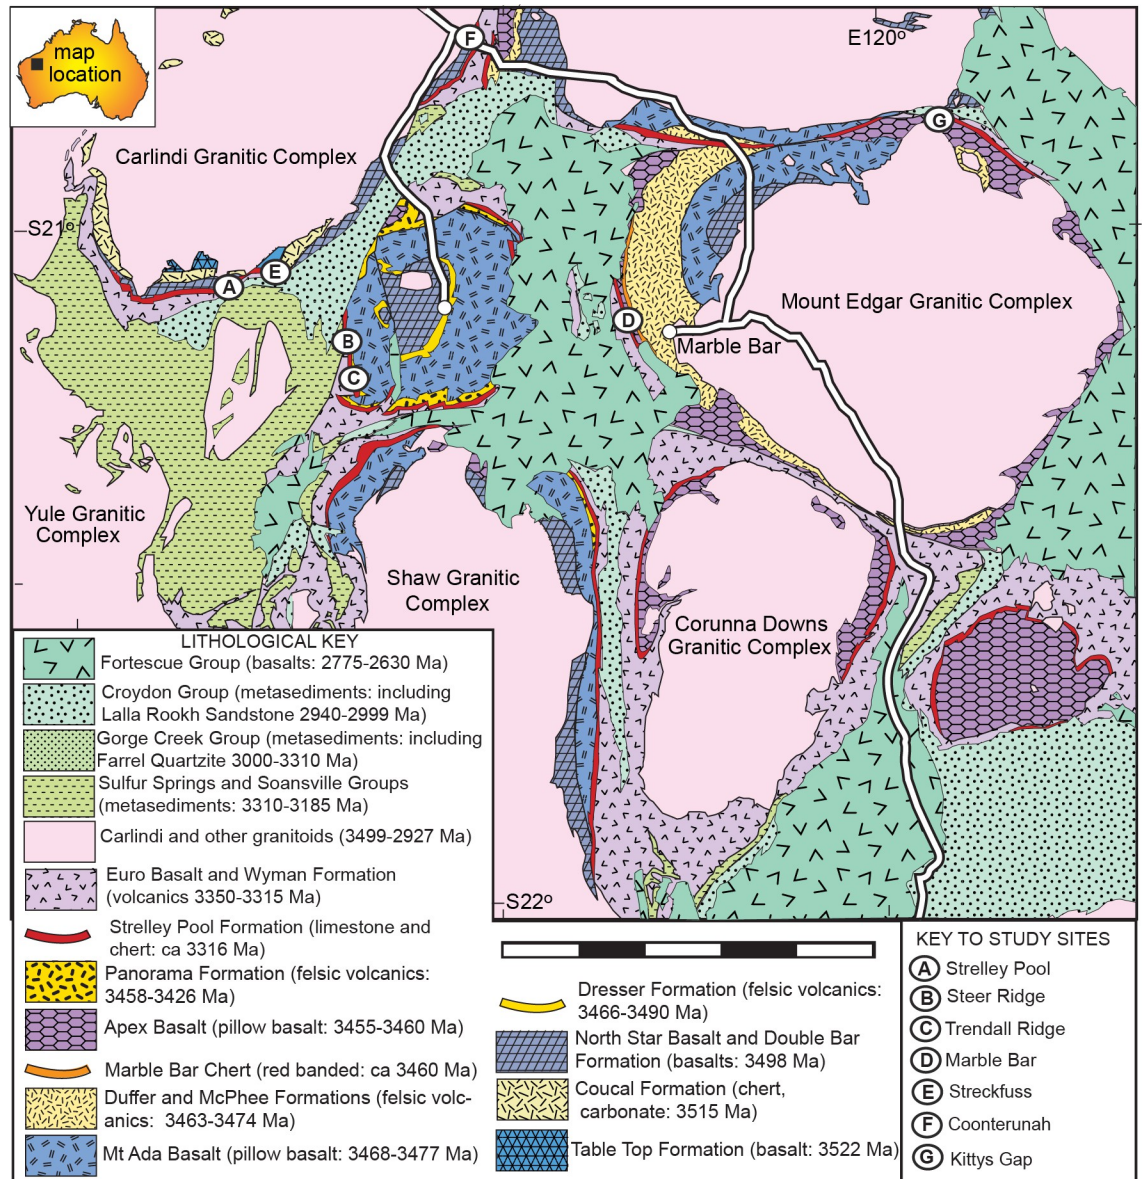 map
location
F
E120°
G
Carlindi Granitic Complex
S21°
A
E
Mount Edgar Granitic Complex
B
D
Marble Bar
C
Yule Granitic
Complex
Shaw Granitic
Complex
Corunna Downs
Granitic Complex
S22°
LITHOLOGICAL KEY
Fortescue Group (basalts: 2775-2630 Ma)
Croydon Group (metasediments: including
Lalla Rookh Sandstone 2940-2999 Ma)
Gorge Creek Group (metasediments: including
Farrel Quartzite 3000-3310 Ma)
Sulfur Springs and Soansville Groups
(metasediments: 3310-3185 Ma)
Carlindi and other granitoids (3499-2927 Ma)
Euro Basalt and Wyman Formation
(volcanics 3350-3315 Ma)
Strelley Pool Formation (limestone and
chert: ca 3316 Ma)
Panorama Formation (felsic volcanics:
3458-3426 Ma)
Apex Basalt (pillow basalt: 3455-3460 Ma)
Marble Bar Chert (red banded: ca 3460 Ma)
Duffer and McPhee Formations (felsic volc-
anics: 3463-3474 Ma)
Mt Ada Basalt (pillow basalt: 3468-3477 Ma)
Dresser Formation (felsic volcanics:
3466-3490 Ma)
North Star Basalt and Double Bar
Formation (basalts: 3498 Ma)
Coucal Formation (chert,
carbonate: 3515 Ma)
Table Top Formation (basalt: 3522 Ma)
KEY TO STUDY SITES
A Strelley Pool
B Steer Ridge
C Trendall Ridge
D Marble Bar
E Streckfuss
F Coonterunah
G Kittys Gap